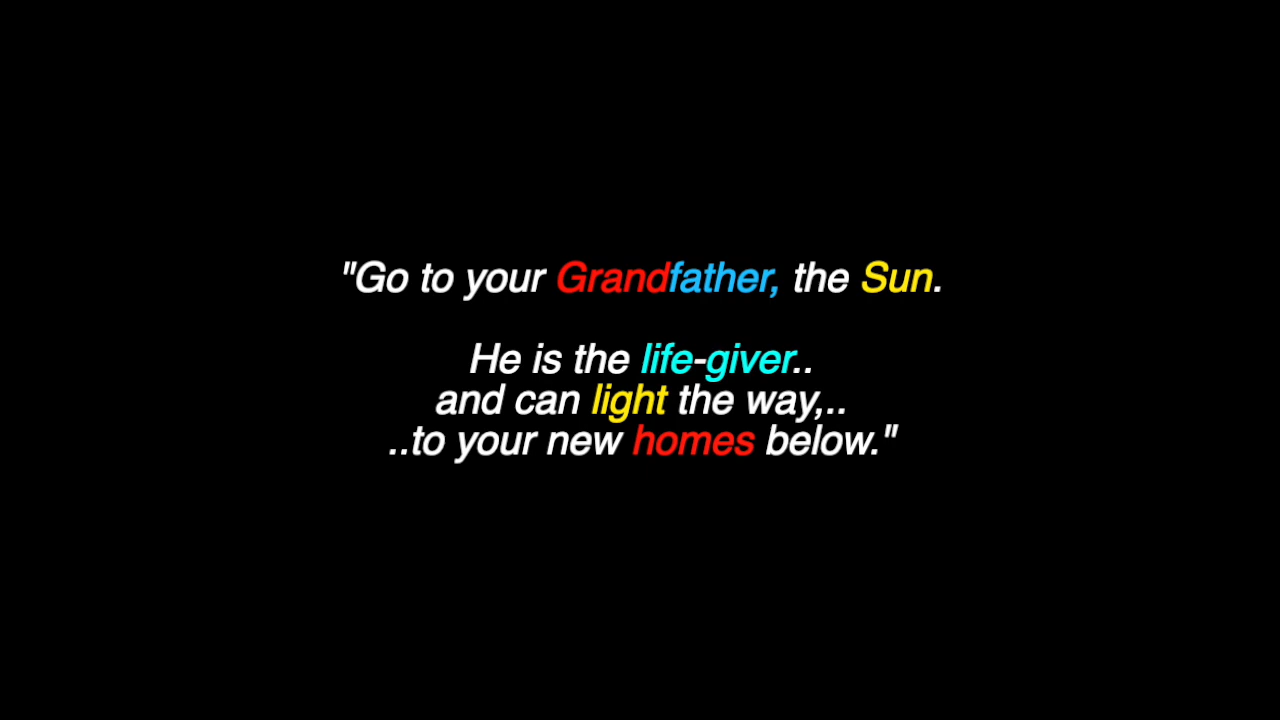 "Go to your Grandfather, the Sun.
He is the life-giver..
and can light the way,..
..to your new homes below."